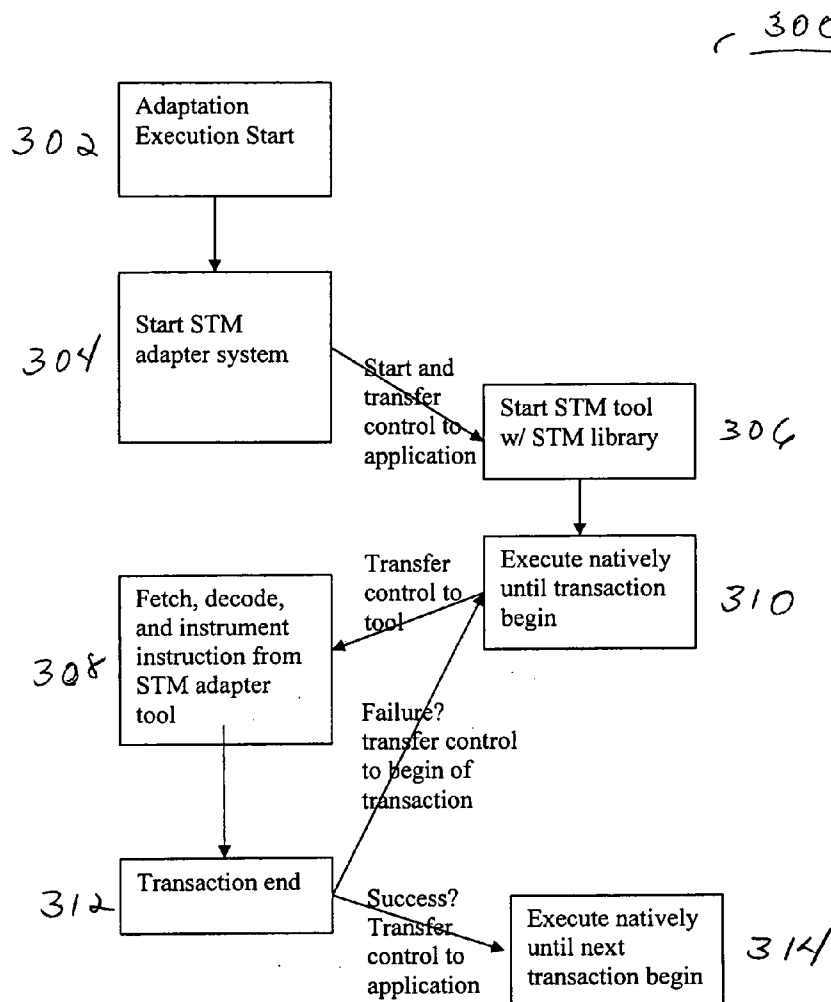 300
302
Adaptation
Execution Start
304
Start STM
adapter system
Start and
transfer
control to
application
Start STM tool
w/ STM library
306
Transfer
control to
tool
Execute natively
until transaction
begin
310
308
Fetch, decode,
and instrument
instruction from
STM adapter
tool
Failure?
transfer control
to begin of
transaction
312
Transaction end
Success?
Transfer
control to
application
Execute natively
until next
transaction begin
314